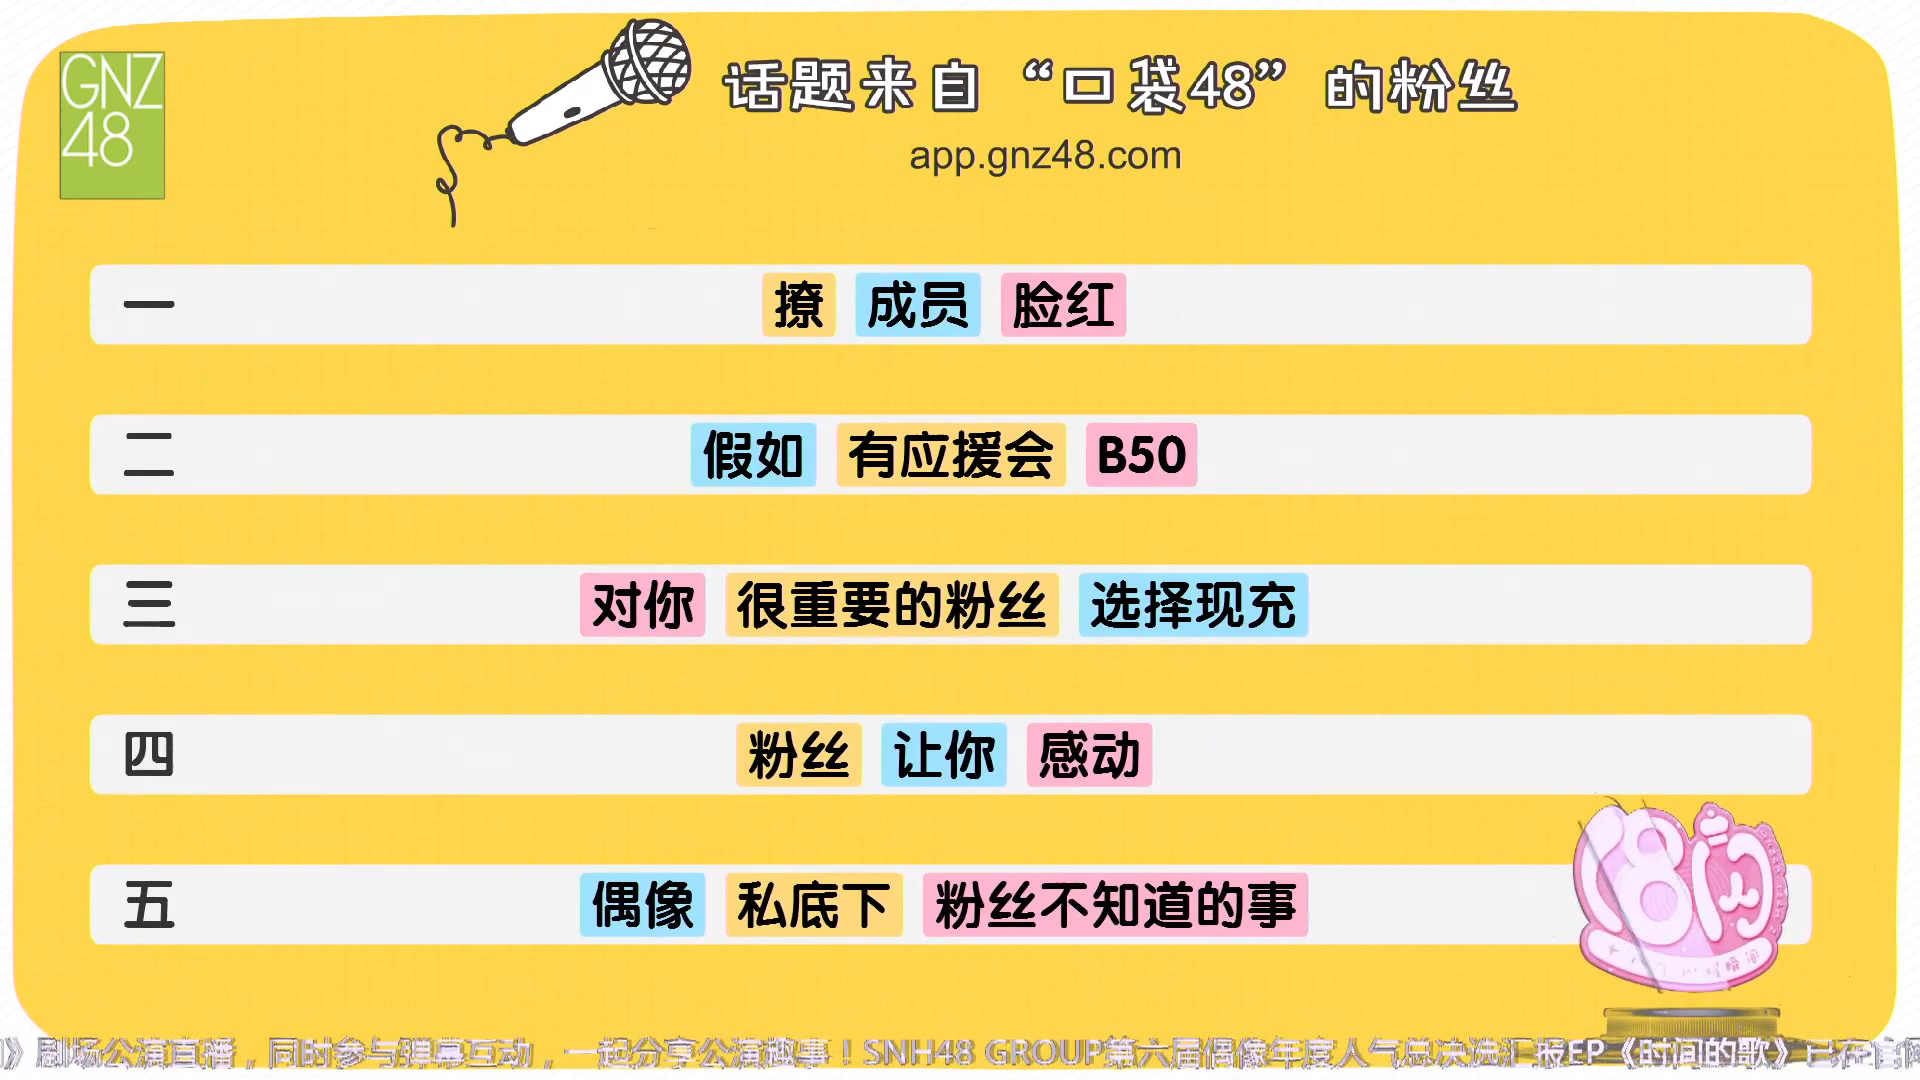 GNZ
48
话题来自“口袋48”的粉丝
app.gnz48.com
一 撩 成员 脸红
二 假如 有应援会 B50
三 对你 很重要的粉丝 选择现充
四 粉丝 让你 感动
五 偶像 私底下 粉丝不知道的事
》剧场公演直播，同时参与弹幕互动，一起分享公演趣事！SNH48 GROUP第六届偶像年度人气总决选汇报EP《时间的歌》已在官